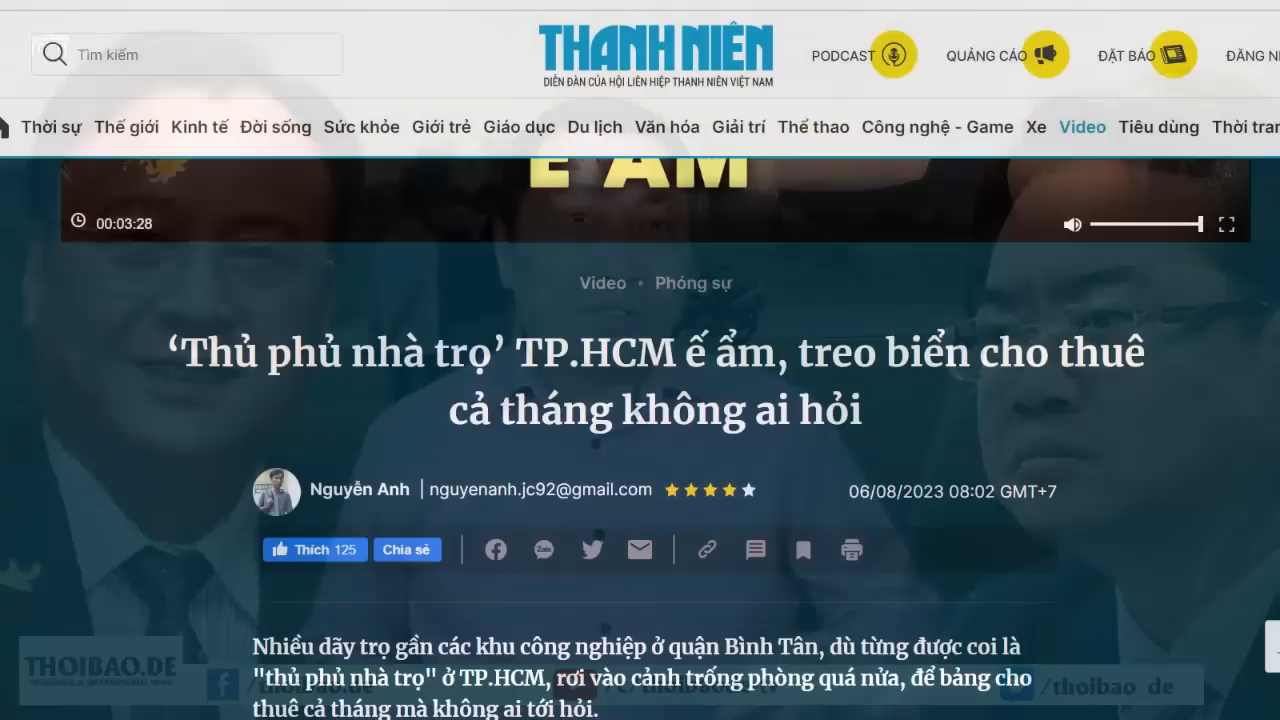 Tìm kiếm
THANH NIÊN
DIỄN ĐÀN CỦA HỘI LIÊN HIỆP THANH NIÊN VIỆT NAM
PODCAST
QUẢNG CÁO
ĐẶT BÁO
ĐĂNG N
Thời sự Thế giới Kinh tế Đời sống Sức khỏe Giới trẻ Giáo dục Du lịch Văn hóa Giải trí Thể thao Công nghệ - Game Xe Video Tiêu dùng Thời tran
Ế ẨM
00:03:28
Video • Phóng sự
‘Thủ phủ nhà trọ’ TP.HCM ế ẩm, treo biển cho thuê
cả tháng không ai hỏi
Nguyễn Anh | nguyenanh.jc92@gmail.com
06/08/2023 08:02 GMT+7
Thích 125 Chia sẻ
Zalo
Nhiều dãy trọ gần các khu công nghiệp ở quận Bình Tân, dù từng được coi là
"thủ phủ nhà trọ" ở TP.HCM, rơi vào cảnh trống phòng quá nửa, để bảng cho
thuê cả tháng mà không ai tới hỏi.
THOIBAO.DE
/thoibao_de